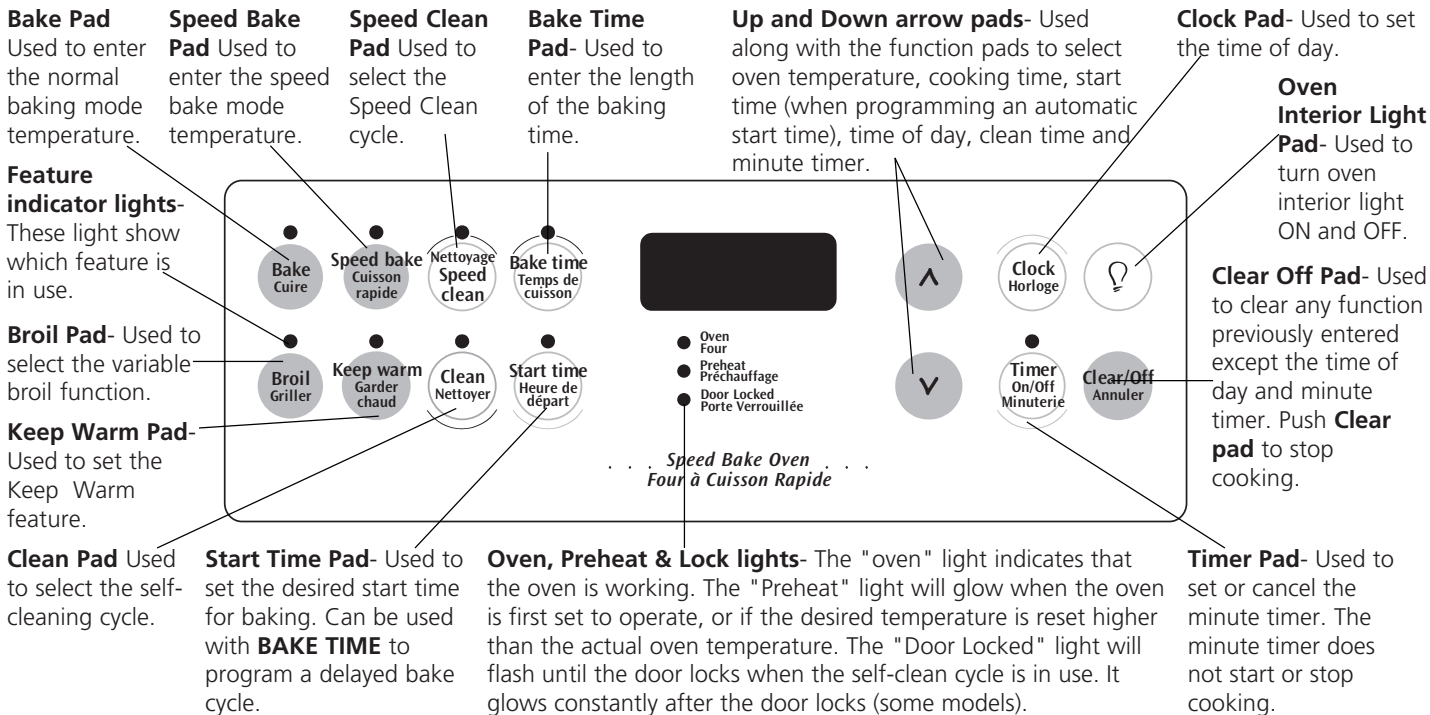 Bake Pad
Used to enter
the normal
baking mode
temperature.
Speed Bake
Pad Used to
enter the speed
bake mode
temperature.
Speed Clean
Pad Used to
select the
Speed Clean
cycle.
Bake Time
Pad- Used to
enter the length
of the baking
time.
Up and Down arrow pads- Used
along with the function pads to select
oven temperature, cooking time, start
time (when programming an automatic
start time), time of day, clean time and
minute timer.
Clock Pad- Used to set
the time of day.
Oven
Interior Light
Pad- Used to
turn oven
interior light
ON and OFF.
Feature
indicator lights-
These light show
which feature is
in use.
Broil Pad- Used to
select the variable
broil function.
Keep Warm Pad-
Used to set the
Keep Warm
feature.
Bake
Cuire
Speed bake
Cuisson
rapide
Nettoyage
Speed
clean
Bake time
Temps de
cuisson
Clock
Horloge
Broil
Griller
Keep warm
Garder
chaud
Clean
Nettoyer
Start time
Heure de
départ
Oven
Four
Preheat
Préchauffage
Door Locked
Porte Verrouillée
Timer
On/Off
Minuterie
Clear/Off
Annuler
. . . Speed Bake Oven . . .
Four à Cuisson Rapide
Clear Off Pad- Used
to clear any function
previously entered
except the time of
day and minute
timer. Push Clear
pad to stop
cooking.
Clean Pad Used
to select the self-
cleaning cycle.
Start Time Pad- Used to
set the desired start time
for baking. Can be used
with BAKE TIME to
program a delayed bake
cycle.
Oven, Preheat & Lock lights- The "oven" light indicates that
the oven is working. The "Preheat" light will glow when the oven
is first set to operate, or if the desired temperature is reset higher
than the actual oven temperature. The "Door Locked" light will
flash until the door locks when the self-clean cycle is in use. It
glows constantly after the door locks (some models).
Timer Pad- Used to
set or cancel the
minute timer. The
minute timer does
not start or stop
cooking.